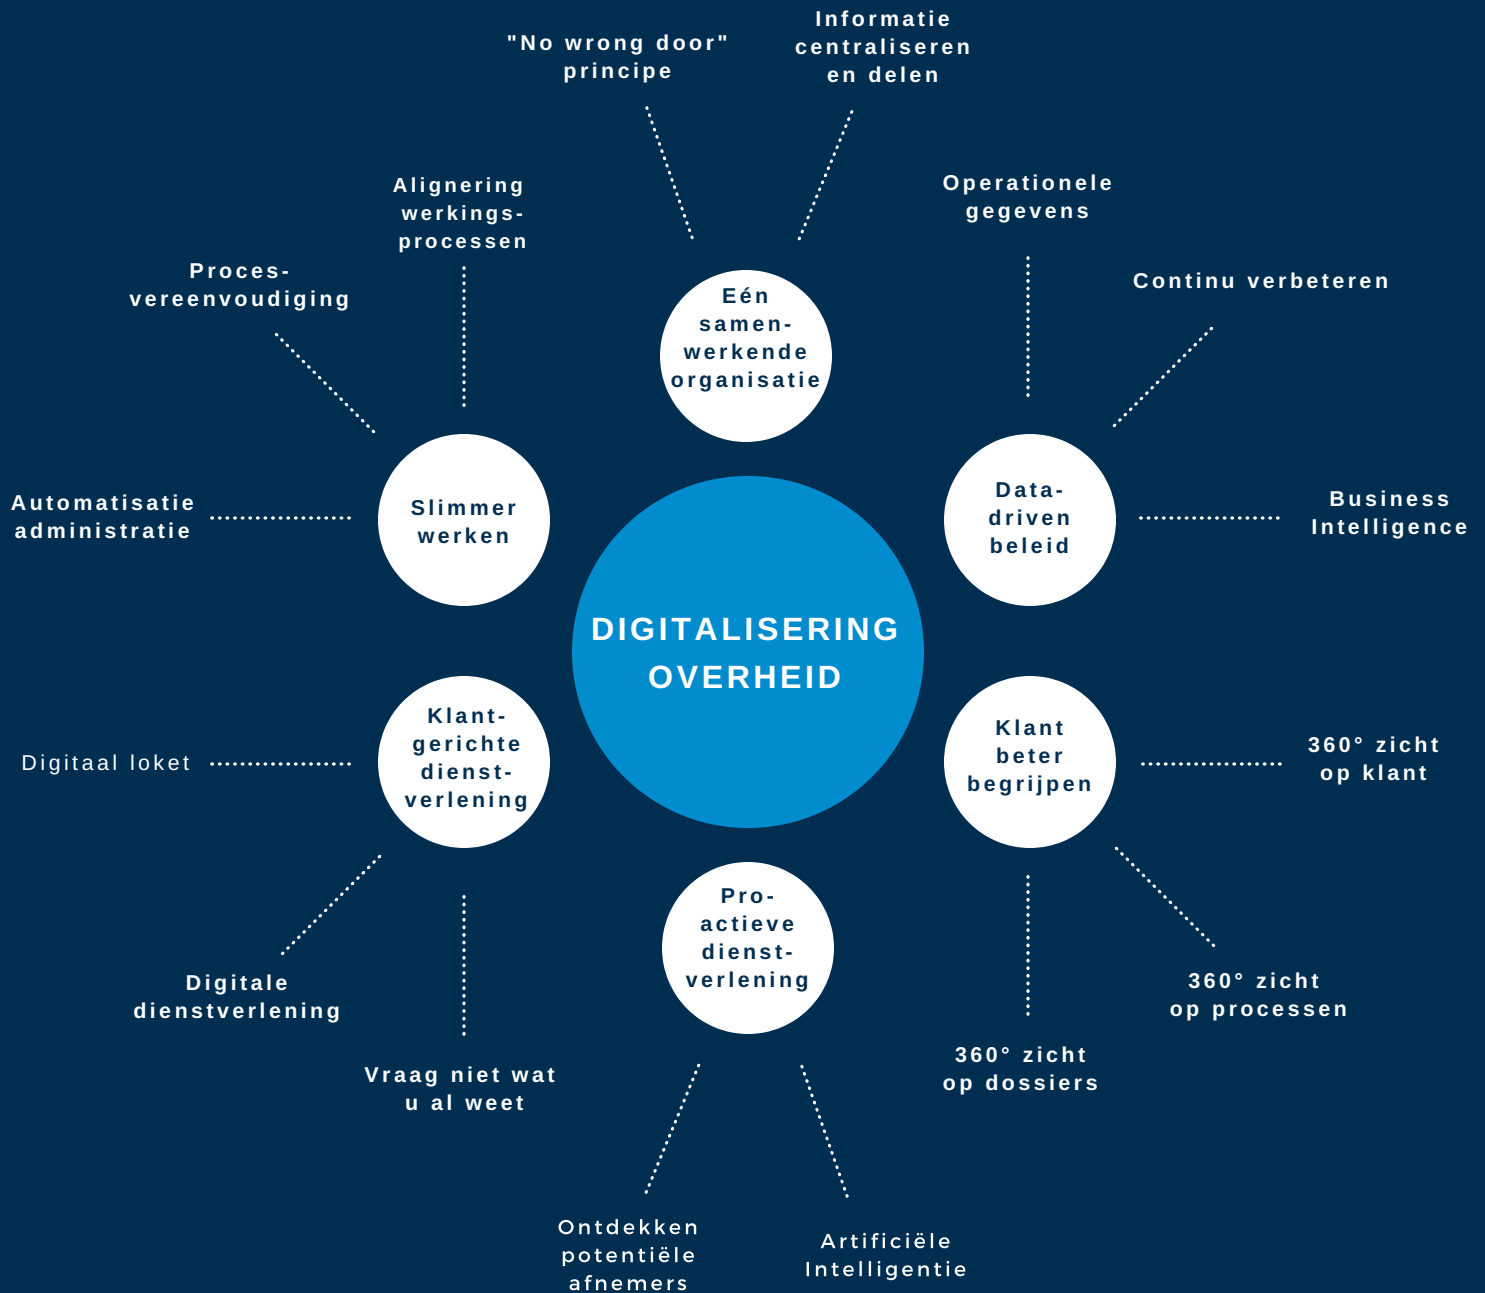 "No wrong door"
principe
Informatie
centraliseren
en delen
Alignering
werkings-
processen
Operationele
gegevens
Proces-
vereenvoudiging
Continu verbeteren
Eén
samen-
werkende
organisatie
Automatisatie
administratie
Slimmer
werken
Data-
driven
beleid
Business
Intelligence
DIGITALISERING
OVERHEID
Digitaal loket
Klant-
gerichte
dienst-
verlening
Klant
beter
begrijpen
360° zicht
op klant
Pro-
actieve
dienst-
verlening
Digitale
dienstverlening
360° zicht
op processen
Vraag niet wat
u al weet
360° zicht
op dossiers
Ontdekken
potentiële
afnemers
Artificiële
Intelligentie